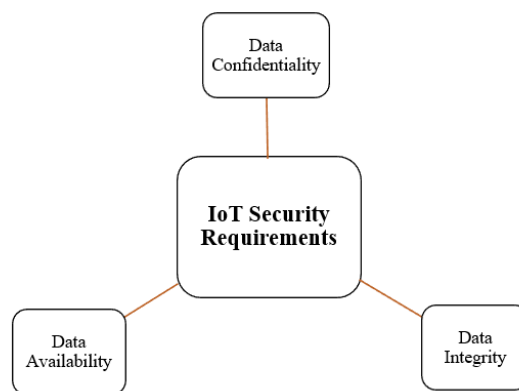 Data
Confidentiality
IoT Security
Requirements
Data
Availability
Data
Integrity